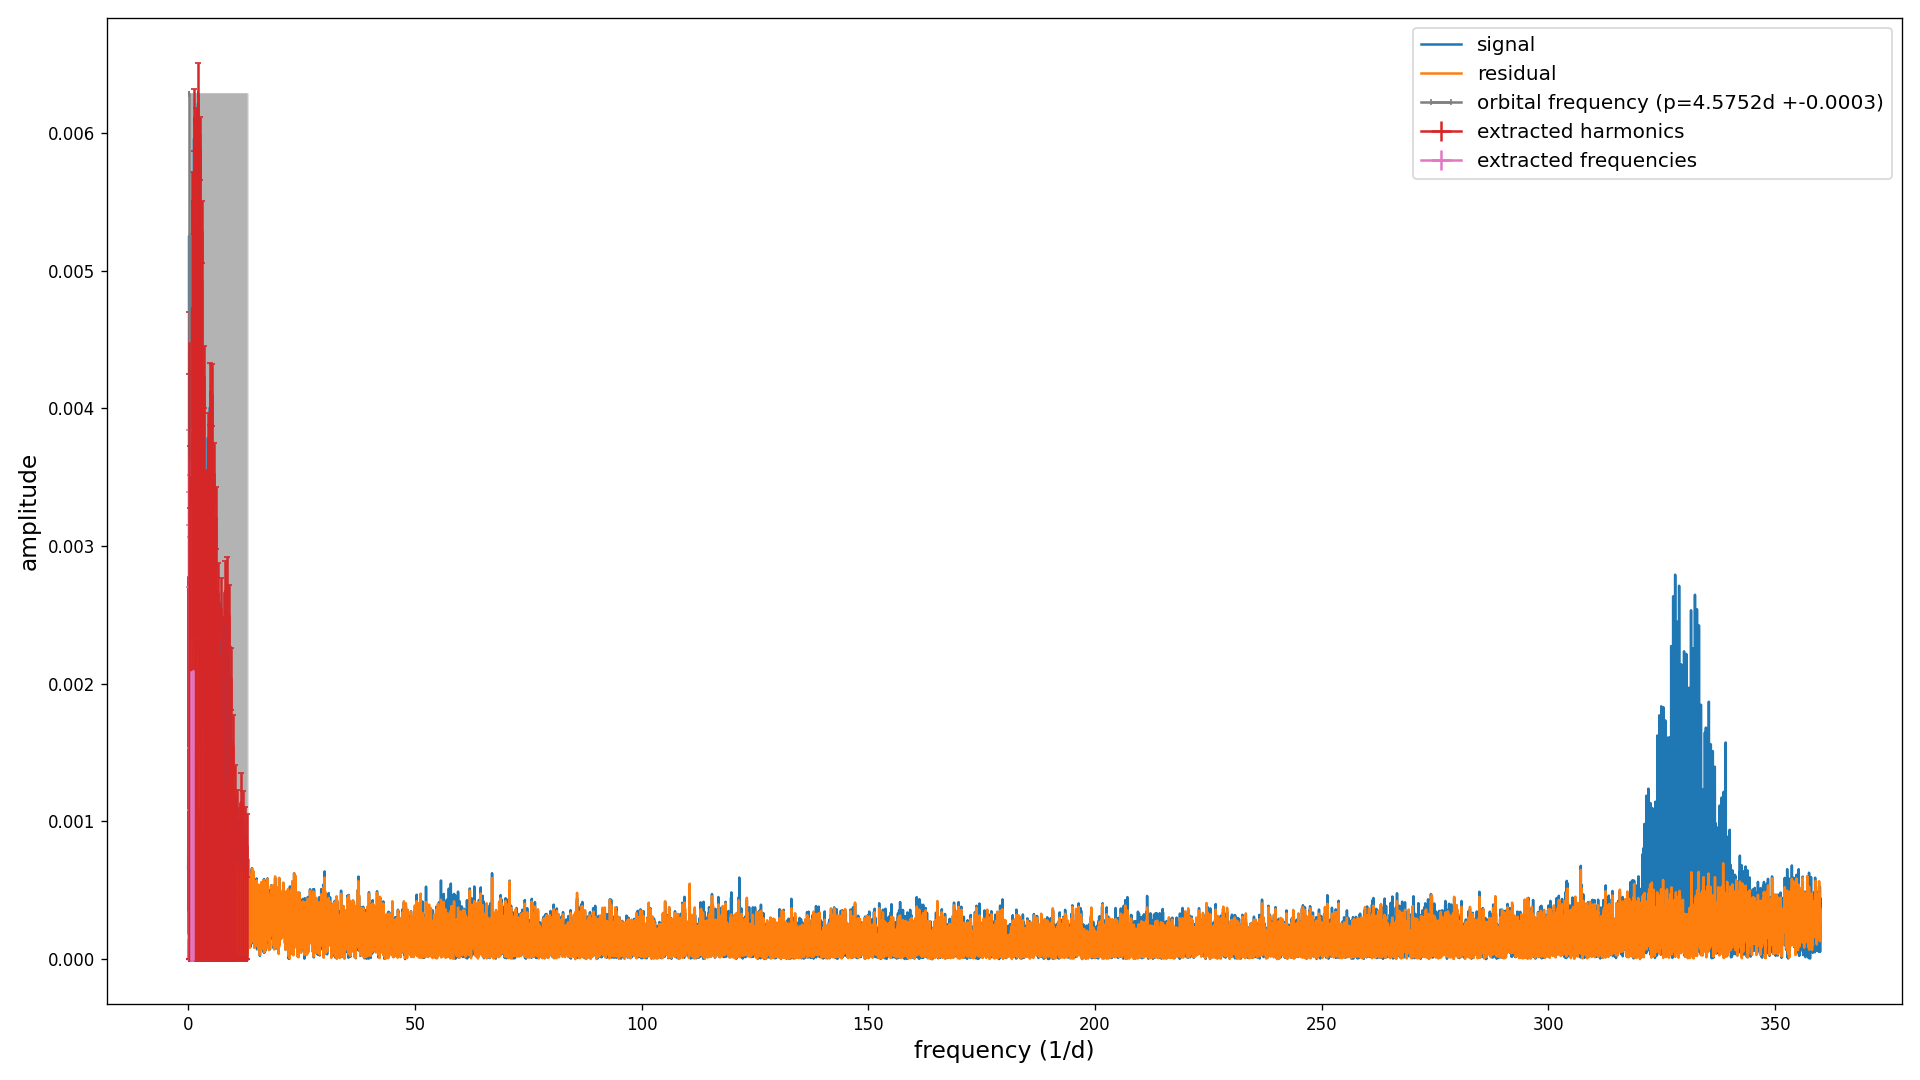 signal
residual
orbital frequency (p=4.5752d +-0.0003)
extracted harmonics
extracted frequencies
0.006
0.005
0.004
0.003
0.002
0.001
0.000
amplitude
0 50 100 150 200 250 300 350
frequency (1/d)